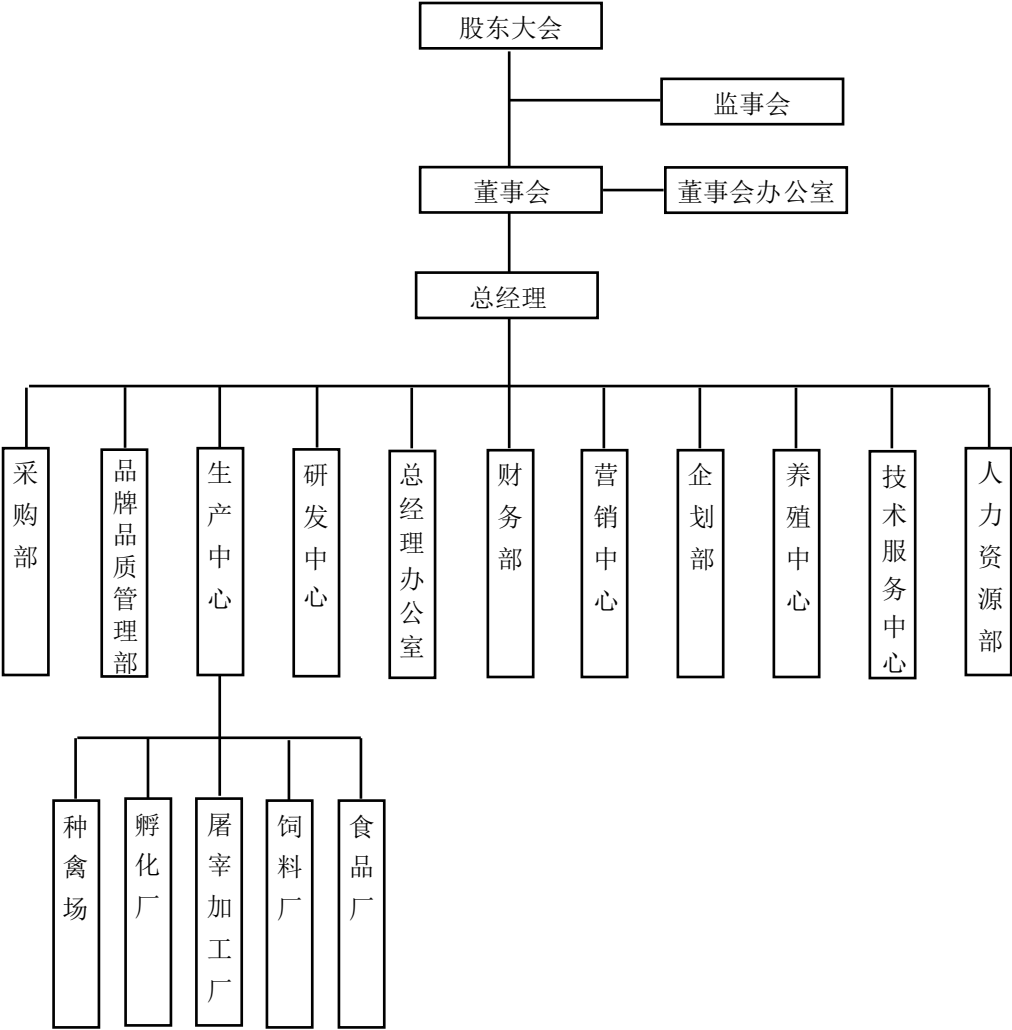 股东大会
监事会
董事会
董事会办公室
总经理
采购部
品牌品质管理部
生产中心
研发中心
总经理办公室
财务部
营销中心
企划部
养殖中心
技术服务中心
人力资源部
种禽场
孵化厂
屠宰加工厂
饲料厂
食品厂